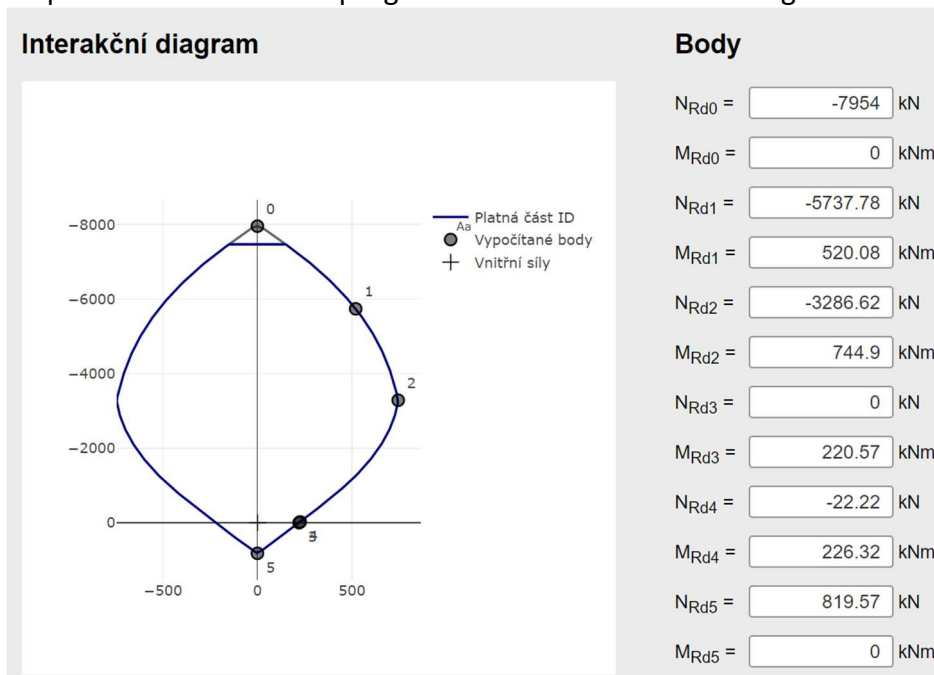 Interakční diagram
0
−8000
Platná část ID
Aa
Vypočítané body
Vnitřní síly
1
−6000
−4000
2
−2000
0
5
−500
0
500
Body
NRd0 = -7954 kN
MRd0 = 0 kNm
NRd1 = -5737.78 kN
MRd1 = 520.08 kNm
NRd2 = -3286.62 kN
MRd2 = 744.9 kNm
NRd3 = 0 kN
MRd3 = 220.57 kNm
NRd4 = -22.22 kN
MRd4 = 226.32 kNm
NRd5 = 819.57 kN
MRd5 = 0 kNm